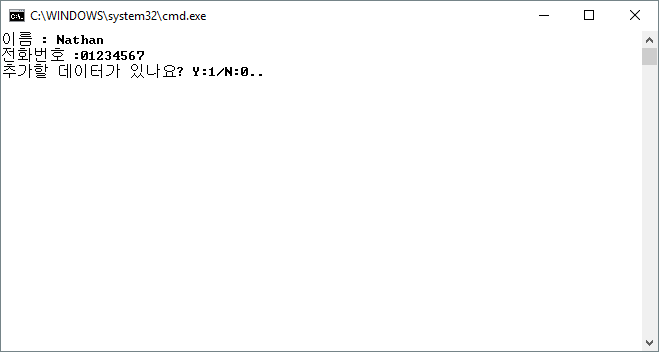 C:\WINDOWS\system32\cmd.exe
이름 : Nathan
전화번호 :01234567
추가할 데이터가 있나요? Y:1/N:0..